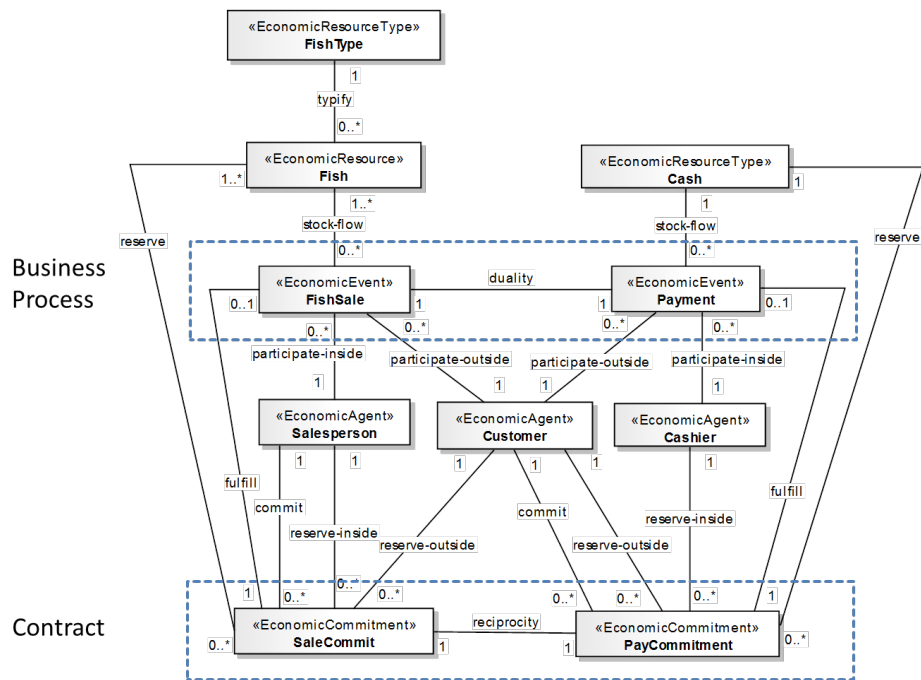 «EconomicResourceType»
FishType
1
typify
0..*
«EconomicResource»
Fish
«EconomicResourceType»
Cash
1..*
1
1..*
1
stock-flow
stock-flow
reserve
reserve
0..*
0..*
Business
Process
«EconomicEvent»
FishSale
duality
«EconomicEvent»
Payment
0..1
1
1
0..1
0..*
0..*
0..*
0..*
participate-inside
participate-outside
participate-outside
participate-inside
1
1
1
1
«EconomicAgent»
Salesperson
«EconomicAgent»
Customer
«EconomicAgent»
Cashier
1
1
1
1
1
1
fulfill
commit
commit
fulfill
reserve-inside
reserve-outside
reserve-outside
reserve-inside
1
0..*
0..*
0..*
0..*
0..*
0..*
1
Contract
«EconomicCommitment»
SaleCommit
reciprocity
«EconomicCommitment»
PayCommitment
0..*
1
1
0..*